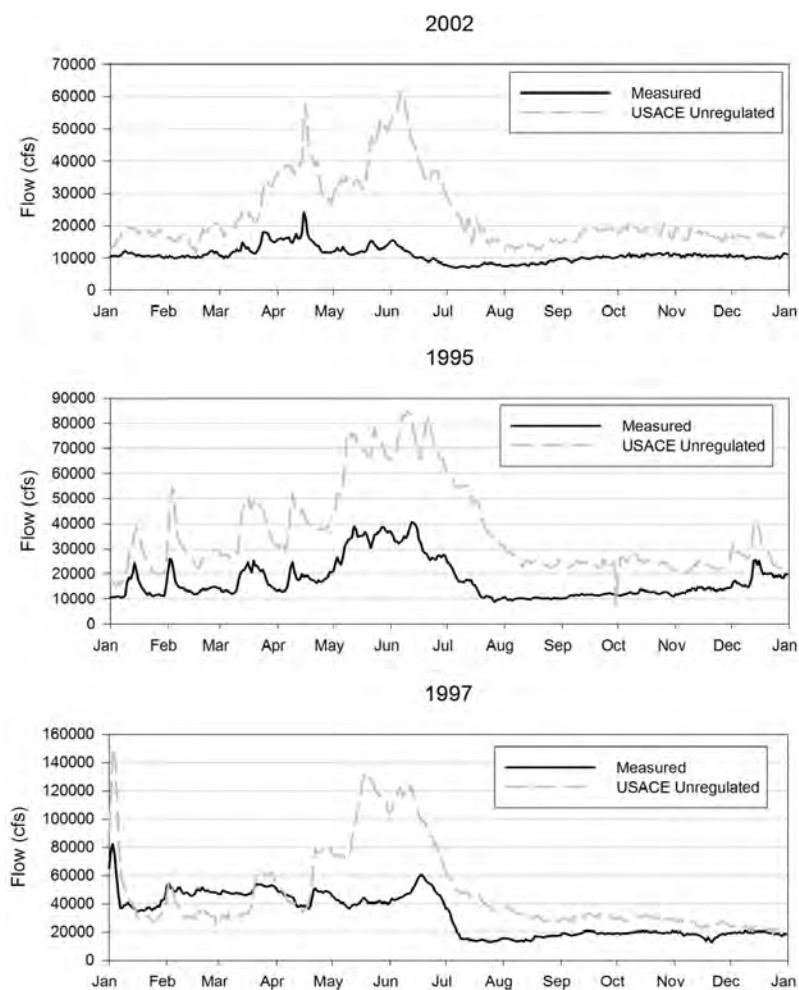 2002
70000
60000
50000
40000
30000
20000
10000
0
Flow (cfs)
Measured
USACE Unregulated
Jan Feb Mar Apr May Jun Jul Aug Sep Oct Nov Dec Jan
1995
90000
80000
70000
60000
50000
40000
30000
20000
10000
0
Flow (cfs)
Measured
USACE Unregulated
Jan Feb Mar Apr May Jun Jul Aug Sep Oct Nov Dec Jan
1997
160000
140000
120000
100000
80000
60000
40000
20000
0
Flow (cfs)
Measured
USACE Unregulated
Jan Feb Mar Apr May Jun Jul Aug Sep Oct Nov Dec Jan